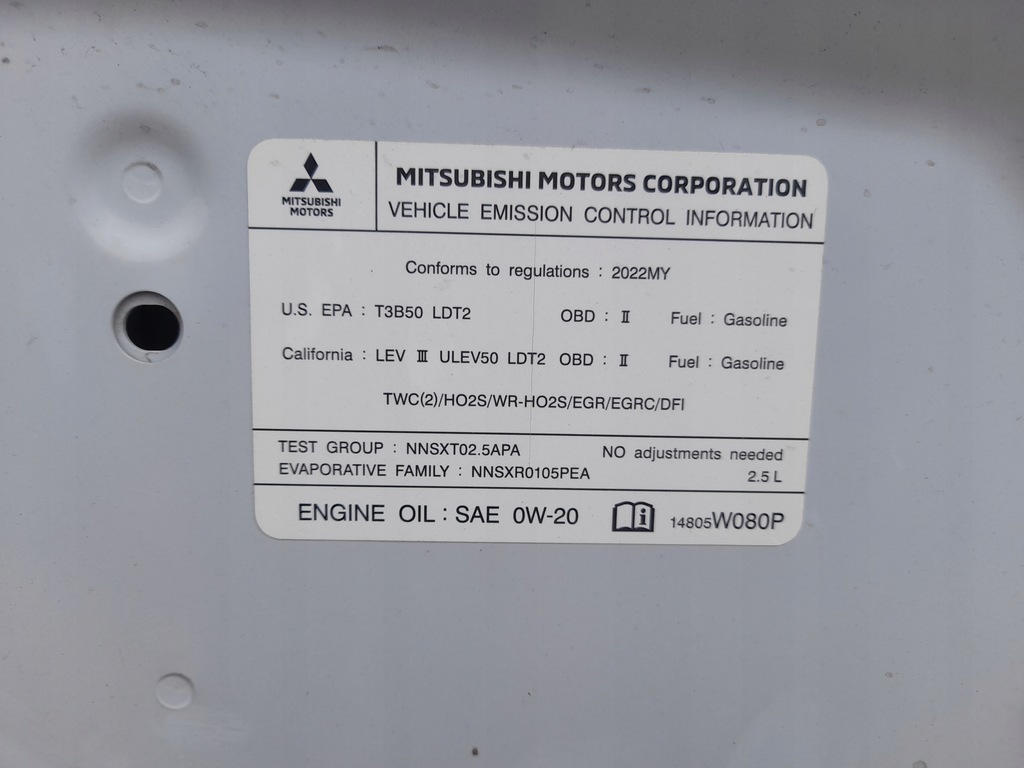 MITSUBISHI
MOTORS
MITSUBISHI MOTORS CORPORATION
VEHICLE EMISSION CONTROL INFORMATION
Conforms to regulations : 2022MY
U.S. EPA : T3B50 LDT2 OBD : Ⅱ Fuel : Gasoline
California : LEV Ⅲ ULEV50 LDT2 OBD : Ⅱ Fuel : Gasoline
TWC(2)/HO2S/WR-HO2S/EGR/EGRC/DFI
TEST GROUP : NNSXT02.5APA NO adjustments needed
EVAPORATIVE FAMILY : NNSXR0105PEA 2.5 L
ENGINE OIL : SAE 0W-20 i 14805W080P